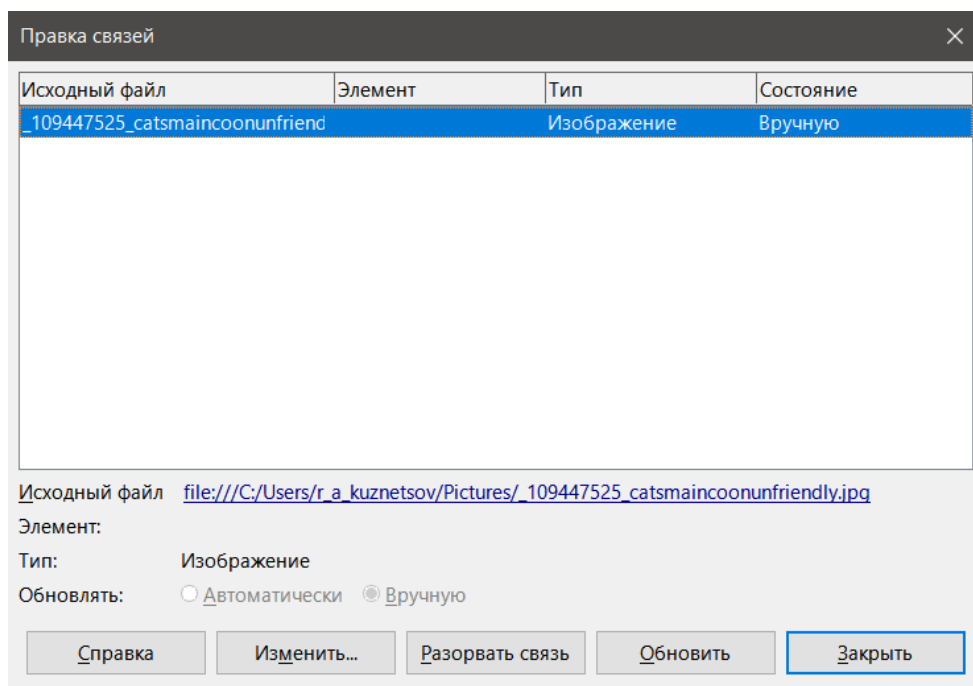 Правка связей
Исходный файл Элемент Тип Состояние
_109447525_catsmaincoonunfriend Изображение Вручную
Исходный файл file:///C:/Users/r_a_kuznetsov/Pictures/_109447525_catsmaincoonunfriendly.jpg
Элемент:
Тип: Изображение
Обновлять: Автоматически Вручную
Справка Изменить... Разорвать связь Обновить Закрыть